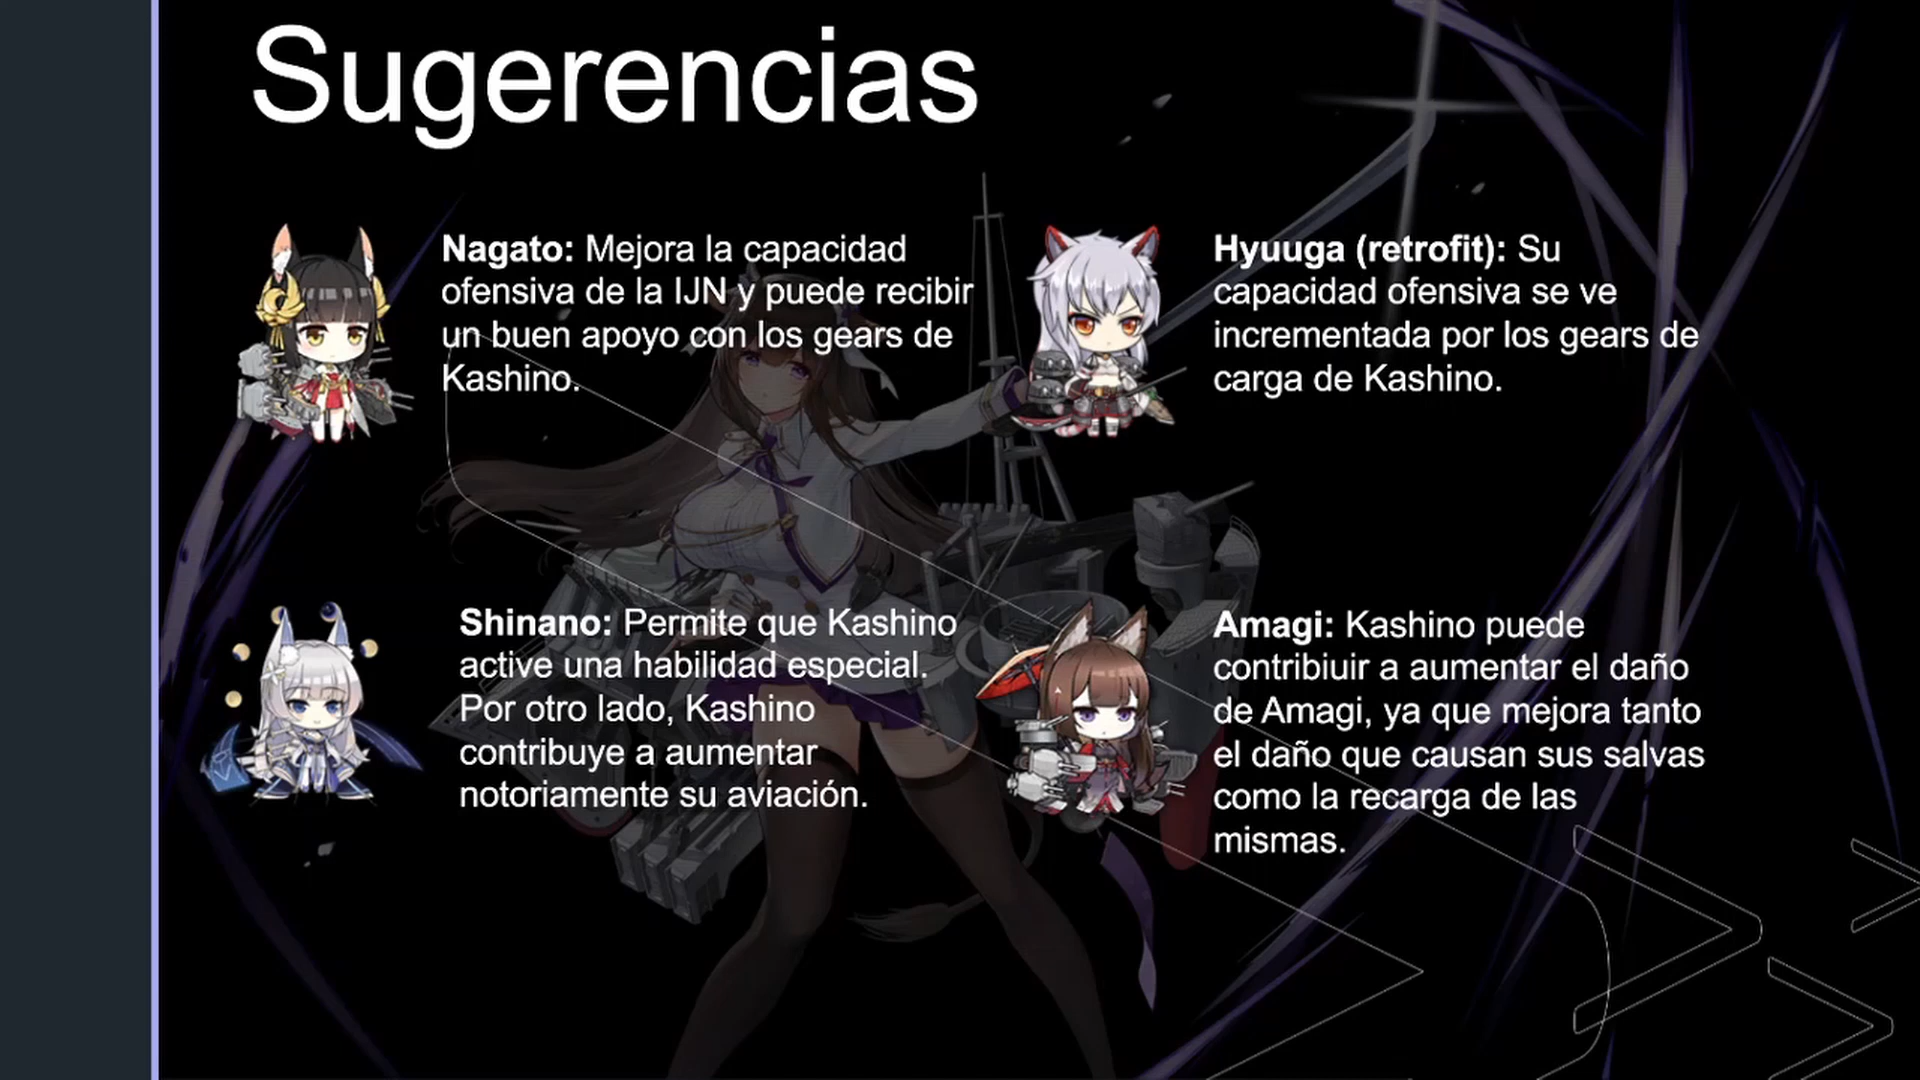 Sugerencias
Nagato: Mejora la capacidad
ofensiva de la IJN y puede recibir
un buen apoyo con los gears de
Kashino.
Hyuuga (retrofit): Su
capacidad ofensiva se ve
incrementada por los gears de
carga de Kashino.
Shinano: Permite que Kashino
active una habilidad especial.
Por otro lado, Kashino
contribuye a aumentar
notoriamente su aviación.
Amagi: Kashino puede
contribiuir a aumentar el daño
de Amagi, ya que mejora tanto
el daño que causan sus salvas
como la recarga de las
mismas.